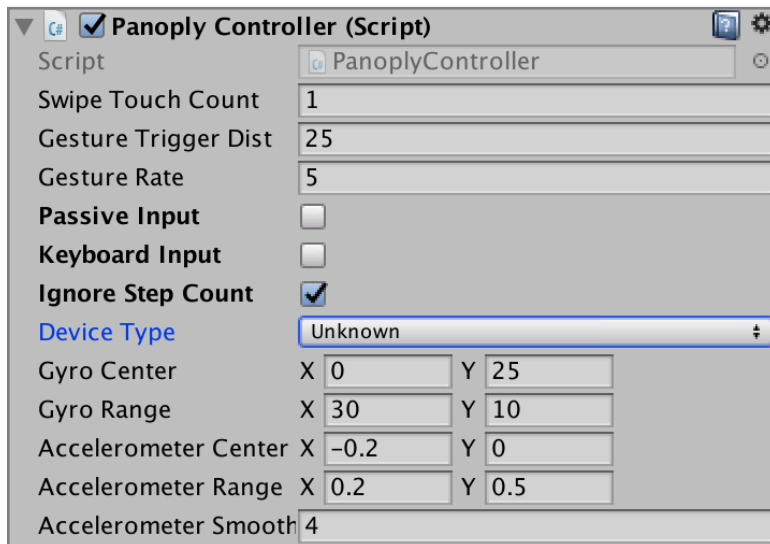 C# Panoply Controller (Script) ?
Script C# PanoplyController
Swipe Touch Count 1
Gesture Trigger Dist 25
Gesture Rate 5
Passive Input
Keyboard Input
Ignore Step Count
Device Type Unknown
Gyro Center X 0 Y 25
Gyro Range X 30 Y 10
Accelerometer Center X -0.2 Y 0
Accelerometer Range X 0.2 Y 0.5
Accelerometer Smooth 4